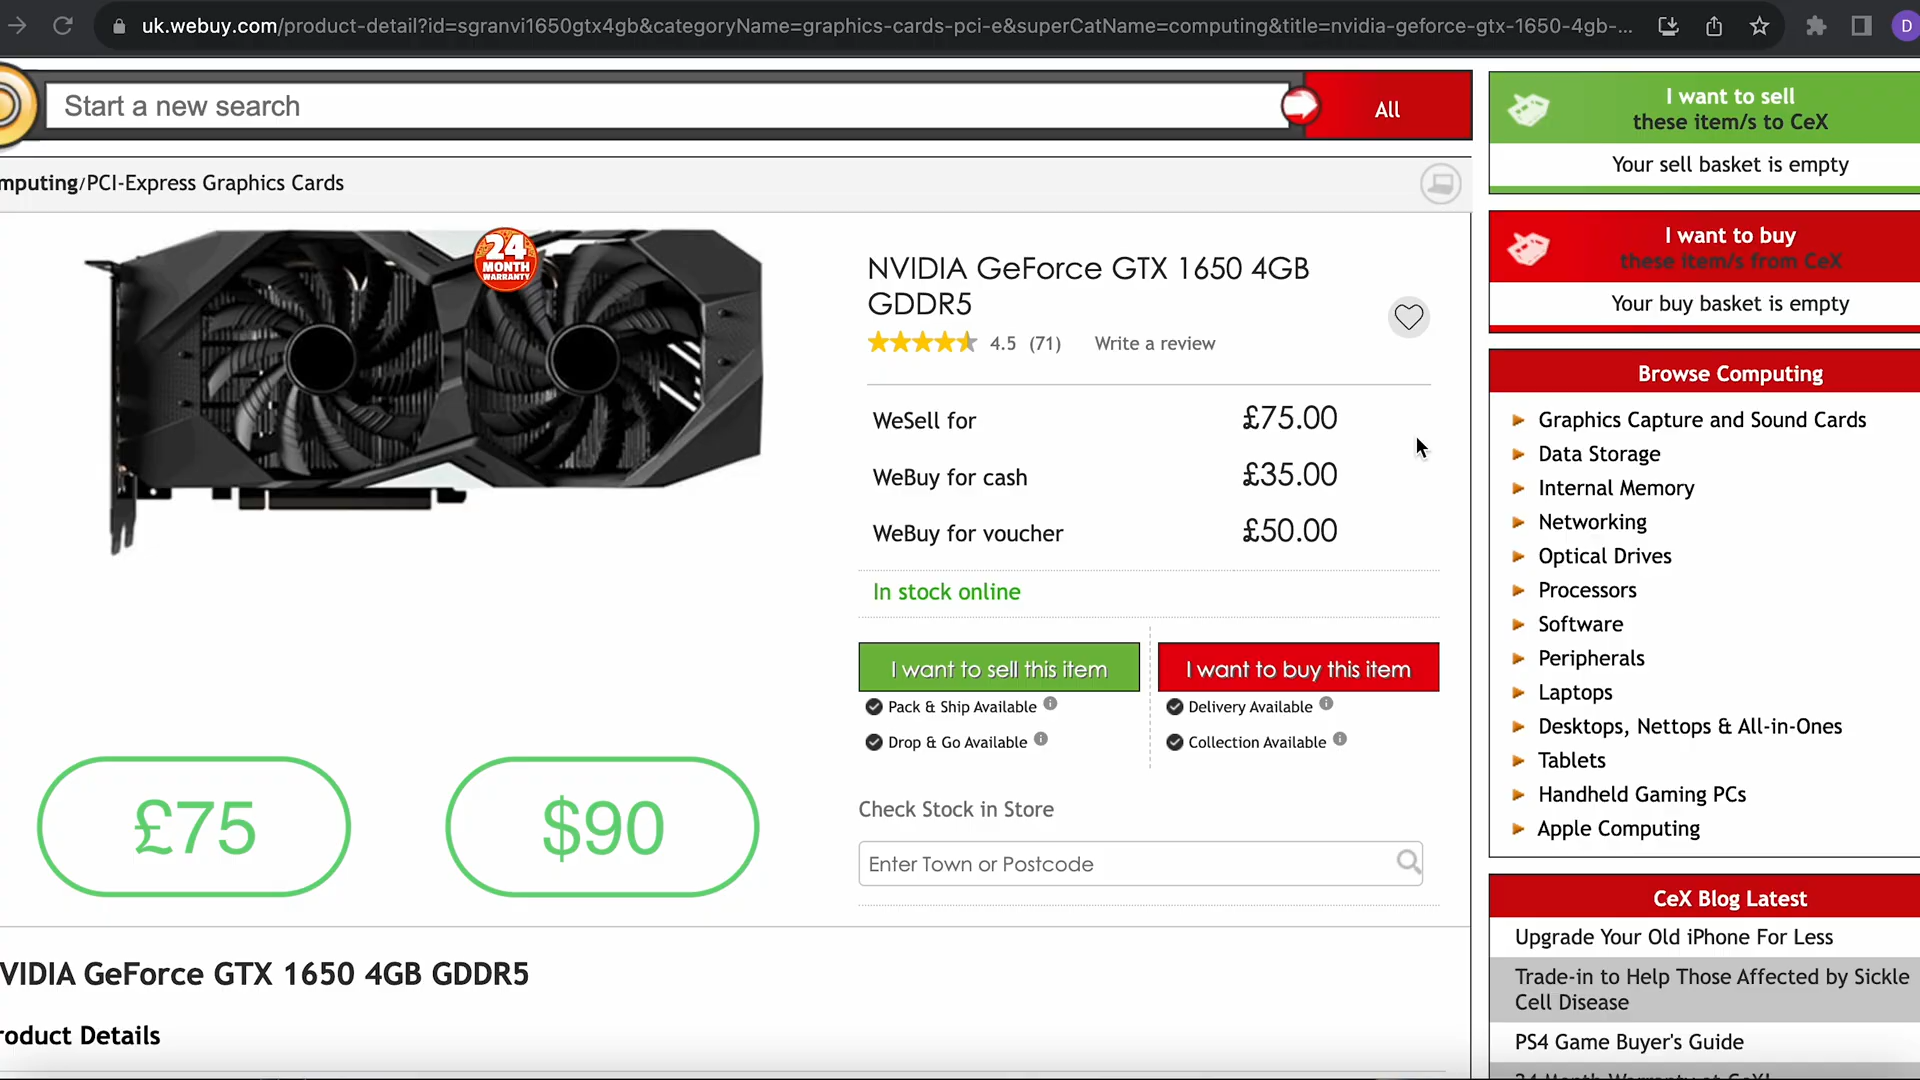 uk.webuy.com/product-detail?id=sgranvi1650gtx4gb&categoryName=graphics-cards-pci-e&superCatName=computing&title=nvidia-geforce-gtx-1650-4gb-...
D
Start a new search
All
I want to sell
these item/s to CeX
Your sell basket is empty
mputing/PCI-Express Graphics Cards
I want to buy
these item/s from CeX
Your buy basket is empty
24
MONTH
WARRANTY
NVIDIA GeForce GTX 1650 4GB
GDDR5
4.5 (71) Write a review
WeSell for £75.00
WeBuy for cash £35.00
WeBuy for voucher £50.00
In stock online
I want to sell this item
I want to buy this item
Pack & Ship Available
Delivery Available
Drop & Go Available
Collection Available
£75
$90
Check Stock in Store
Enter Town or Postcode
Browse Computing
Graphics Capture and Sound Cards
Data Storage
Internal Memory
Networking
Optical Drives
Processors
Software
Peripherals
Laptops
Desktops, Nettops & All-in-Ones
Tablets
Handheld Gaming PCs
Apple Computing
CeX Blog Latest
Upgrade Your Old iPhone For Less
Trade-in to Help Those Affected by Sickle
Cell Disease
PS4 Game Buyer's Guide
24 Month Warranty at CeX!
VIDIA GeForce GTX 1650 4GB GDDR5
roduct Details